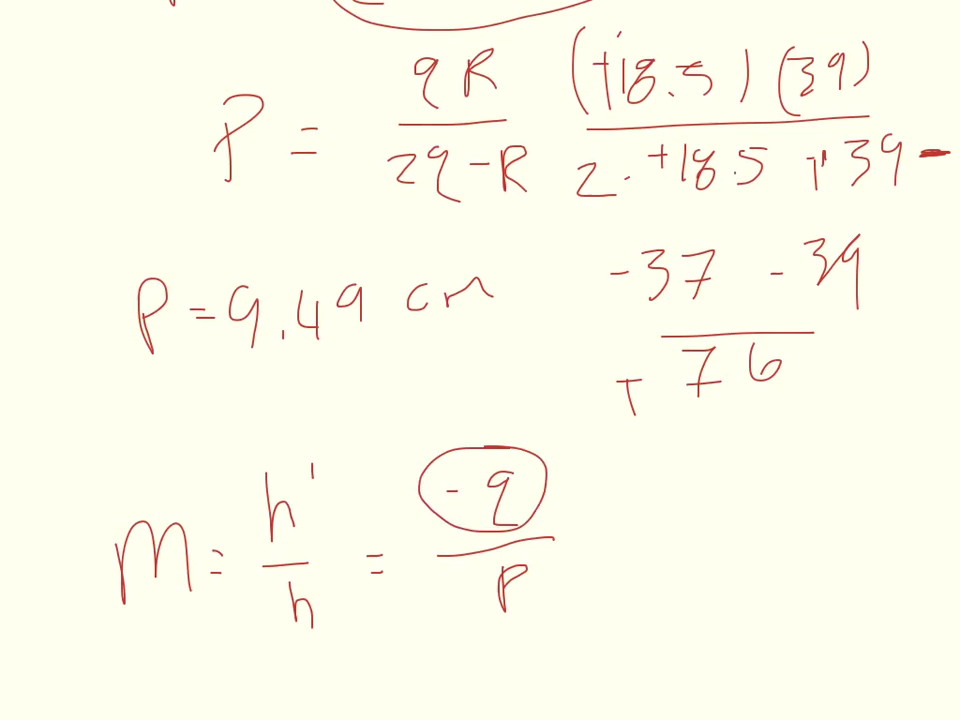 P = qR / 2q - R (+18.5) (39) / 2. +18.5 + 39 -
P = 9.49 cm
-37 - 39
+ 76
M = h' / h = -q / P